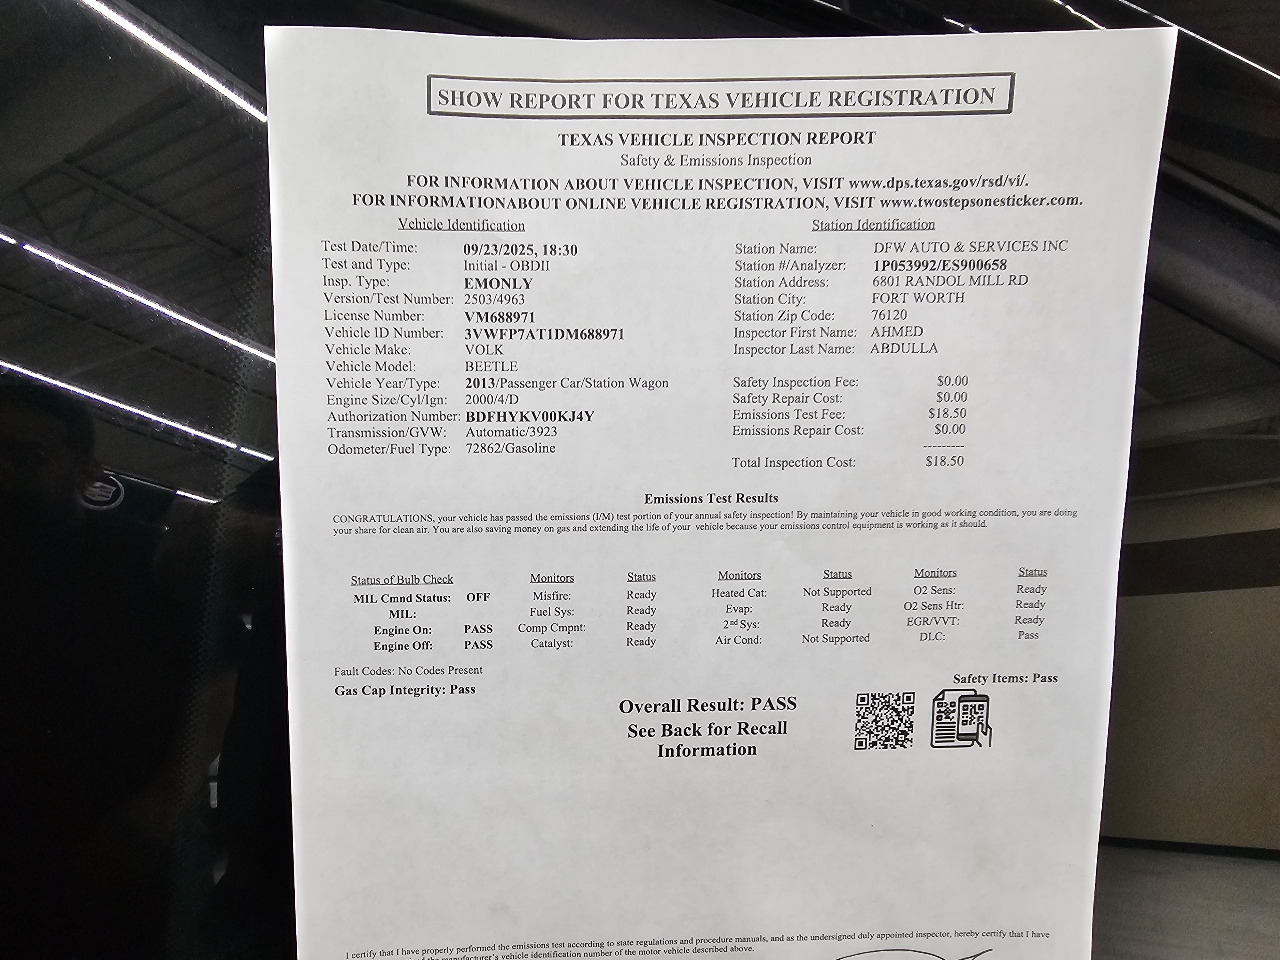 SHOW REPORT FOR TEXAS VEHICLE REGISTRATION
TEXAS VEHICLE INSPECTION REPORT
Safety & Emissions Inspection
FOR INFORMATION ABOUT VEHICLE INSPECTION, VISIT www.dps.texas.gov/rsd/vi/.
FOR INFORMATIONABOUT ONLINE VEHICLE REGISTRATION, VISIT www.twostepsonesticker.com.
Vehicle Identification
Test Date/Time: 09/23/2025, 18:30
Test and Type: Initial - OBDII
Insp. Type: EMONLY
Version/Test Number: 2503/4963
License Number: VM688971
Vehicle ID Number: 3VWFP7AT1DM688971
Vehicle Make: VOLK
Vehicle Model: BEETLE
Vehicle Year/Type: 2013/Passenger Car/Station Wagon
Engine Size/Cyl/Ign: 2000/4/D
Authorization Number: BDFHYKV00KJ4Y
Transmission/GVW: Automatic/3923
Odometer/Fuel Type: 72862/Gasoline
Station Identification
Station Name: DFW AUTO & SERVICES INC
Station #/Analyzer: 1P053992/ES900658
Station Address: 6801 RANDOL MILL RD
Station City: FORT WORTH
Station Zip Code: 76120
Inspector First Name: AHMED
Inspector Last Name: ABDULLA
Safety Inspection Fee: $0.00
Safety Repair Cost: $0.00
Emissions Test Fee: $18.50
Emissions Repair Cost: $0.00
---------
Total Inspection Cost: $18.50
Emissions Test Results
CONGRATULATIONS, your vehicle has passed the emissions (I/M) test portion of your annual safety inspection! By maintaining your vehicle in good working condition, you are doing
your share for clean air. You are also saving money on gas and extending the life of your vehicle because your emissions control equipment is working as it should.
Status of Bulb Check Monitors Status Monitors Status Monitors Status
MIL Cmnd Status: OFF Misfire: Ready Heated Cat: Not Supported O2 Sens: Ready
MIL: Fuel Sys: Ready Evap: Ready O2 Sens Htr: Ready
Engine On: PASS Comp Cmpnt: Ready 2nd Sys: Ready EGR/VVT: Ready
Engine Off: PASS Catalyst: Ready Air Cond: Not Supported DLC: Pass
Fault Codes: No Codes Present
Gas Cap Integrity: Pass
Safety Items: Pass
Overall Result: PASS
See Back for Recall
Information
I certify that I have properly performed the emissions test according to state regulations and procedure manuals, and as the undersigned duly appointed inspector, hereby certify that I have
manufacturer's vehicle identification number of the motor vehicle described above.